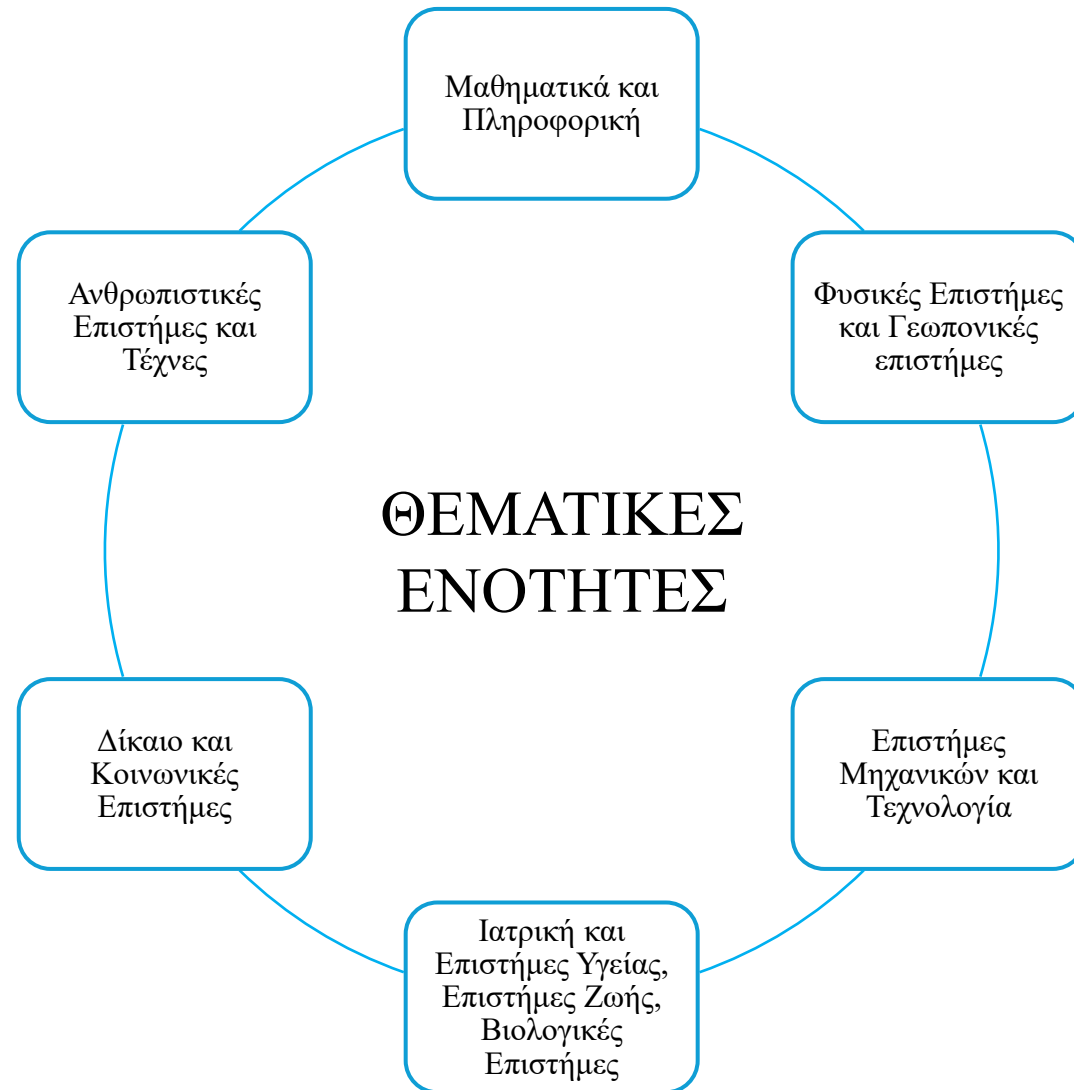 Μαθηματικά και
Πληροφορική
Φυσικές Επιστήμες
και Γεωπονικές
επιστήμες
Επιστήμες
Μηχανικών και
Τεχνολογία
Ιατρική και
Επιστήμες Υγείας,
Επιστήμες Ζωής,
Βιολογικές
Επιστήμες
Δίκαιο και
Κοινωνικές
Επιστήμες
Ανθρωπιστικές
Επιστήμες και
Τέχνες
ΘΕΜΑΤΙΚΕΣ
ΕΝΟΤΗΤΕΣ